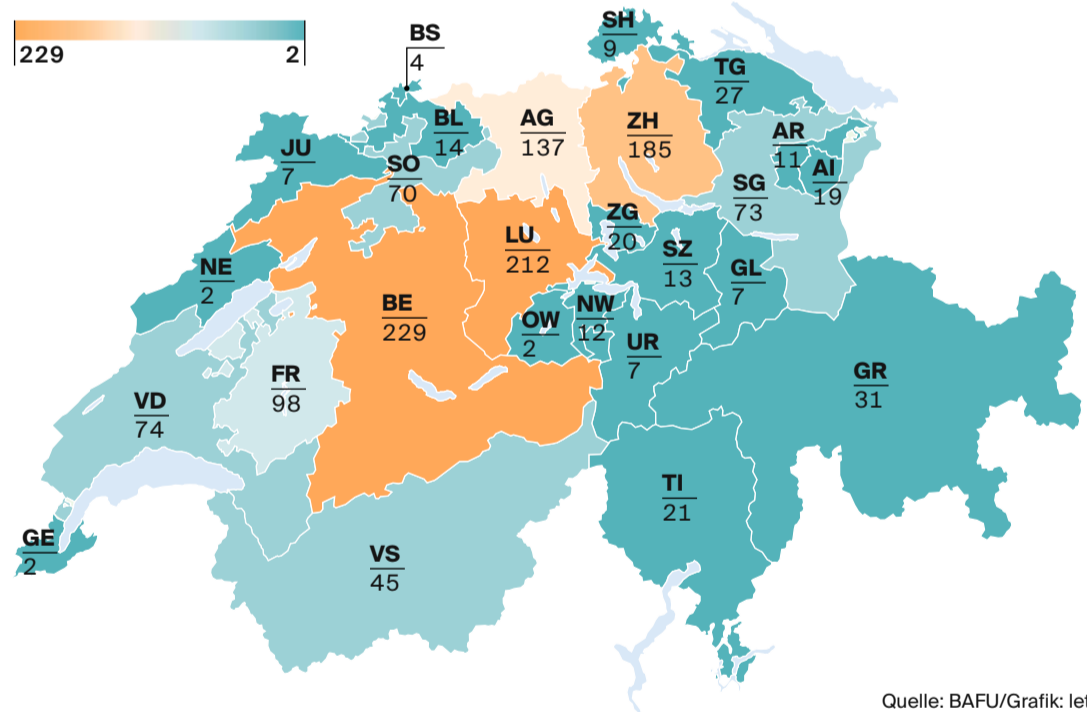 229
2
BS
4
SH
9
TG
27
BL
14
AG
137
ZH
185
AR
11
AI
19
JU
7
SO
70
SG
73
ZG
20
LU
212
SZ
13
GL
7
NE
2
BE
229
OW
2
NW
12
UR
7
GR
31
FR
98
VD
74
TI
21
GE
2
VS
45
Quelle: BAFU/Grafik: let